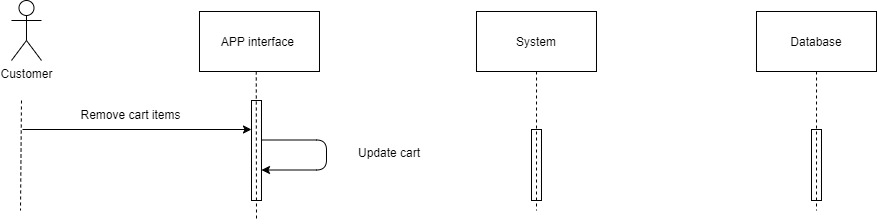 APP interface
System
Database
Customer
Remove cart items
Update cart